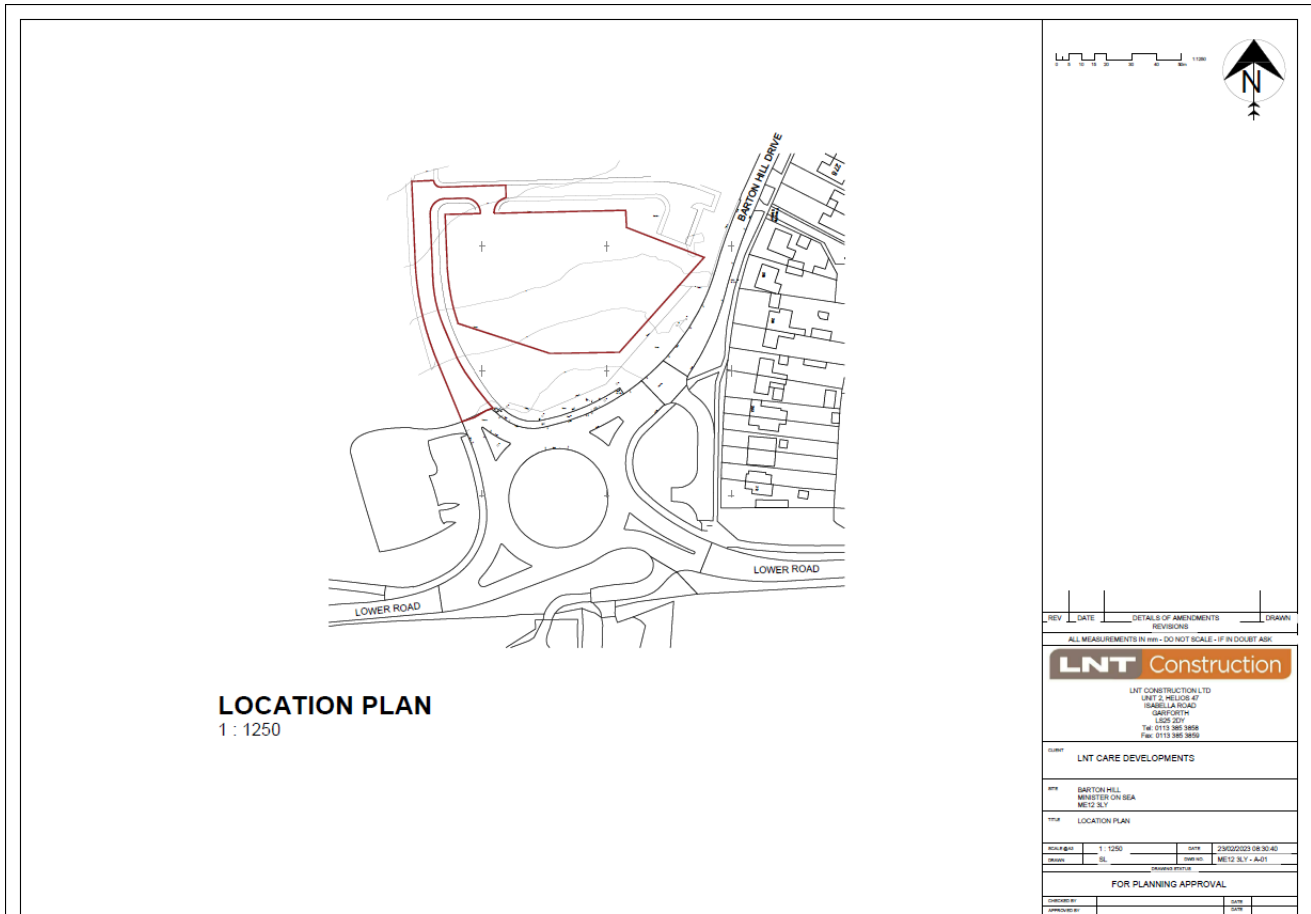 BARTON HILL DRIVE
278
LOWER ROAD
LOWER ROAD
LOCATION PLAN
1 : 1250
0 5 10 15 20 30 40 50m 1:1250
N
REV DATE DETAILS OF AMENDMENTS DRAWN
REVISIONS
ALL MEASUREMENTS IN mm - DO NOT SCALE - IF IN DOUBT ASK
LNT Construction
LNT CONSTRUCTION LTD
UNIT 2, HELIOS 47
ISABELLA ROAD
GARFORTH
LS25 2DY
Tel: 0113 385 3858
Fax: 0113 385 3859
CLIENT
LNT CARE DEVELOPMENTS
SITE
BARTON HILL
MINISTER ON SEA
ME12 3LY
TITLE LOCATION PLAN
SCALE @A3 1 : 1250 DATE 23/02/2023 08:30:40
DRAWN SL DWG NO. ME12 3LY - A-01
DRAWING STATUS
FOR PLANNING APPROVAL
CHECKED BY DATE
APPROVED BY DATE